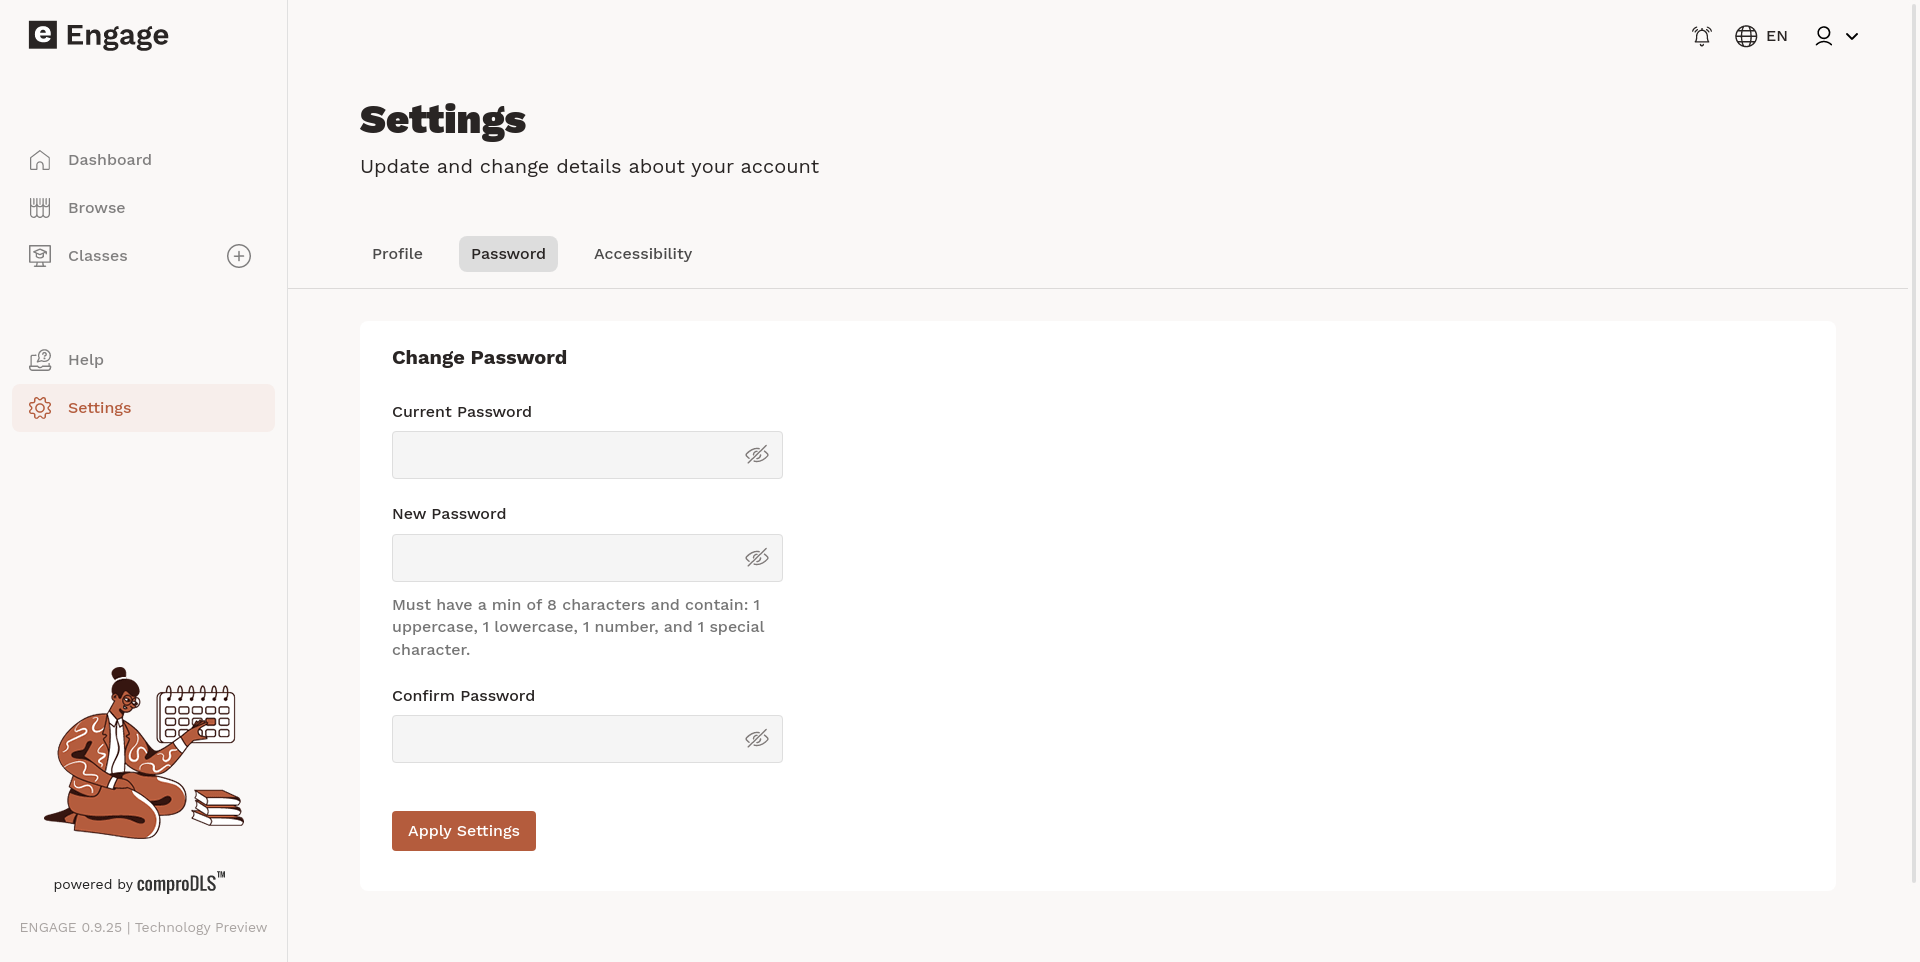 e Engage
EN
Settings
Update and change details about your account
Dashboard
Browse
Classes
Help
Settings
Profile
Password
Accessibility
Change Password
Current Password
New Password
Must have a min of 8 characters and contain: 1
uppercase, 1 lowercase, 1 number, and 1 special
character.
Confirm Password
Apply Settings
powered by comproDLS™
ENGAGE 0.9.25 | Technology Preview